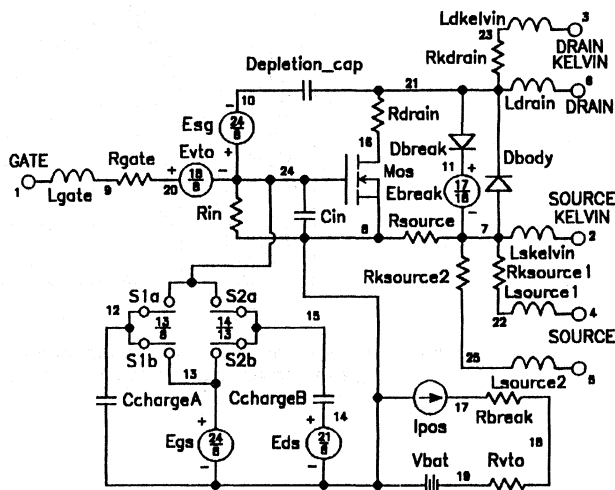 Ldkelvin 3
23 DRAIN
Rkdrain KELVIN
Depletion_cap 21 6
10 Rdrain Ldrain DRAIN
Esg 24/8
16 Dbreak Dbody
Evto 18/8
GATE Rgate 24 Mos 11 17/18
1 Lgate 9 20 Ebreak SOURCE
Rin Cin Rsource KELVIN
8 7 2
Lskelvin
Rksource2 Rksource1
S1a S2a Lsource1
12 13/8 14/13 15 22 4
S1b S2b SOURCE
13 25 5
CchargeA CchargeB Lsource2
14 Ipos 17 Rbreak
Egs 24/8 Eds 21/8 18
Vbat 19 Rvto